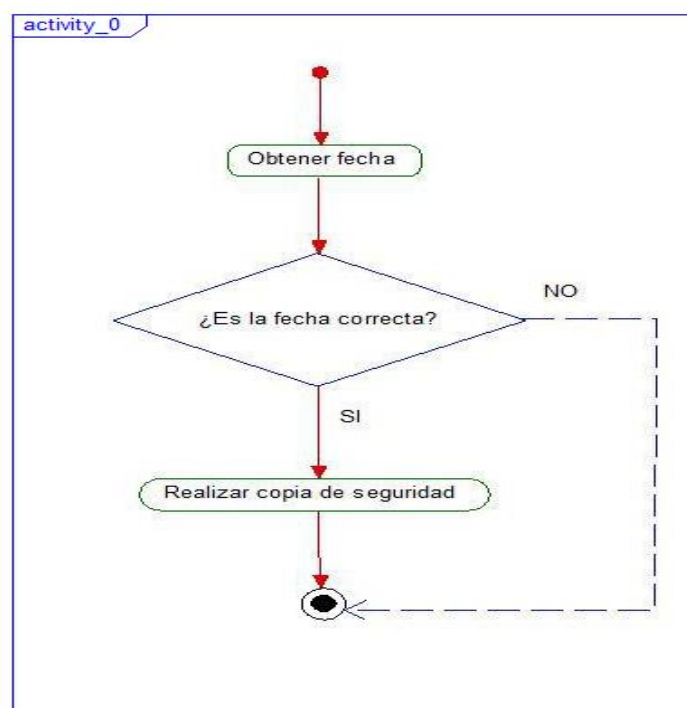 activity_0
Obtener fecha
¿Es la fecha correcta?
NO
SI
Realizar copia de seguridad